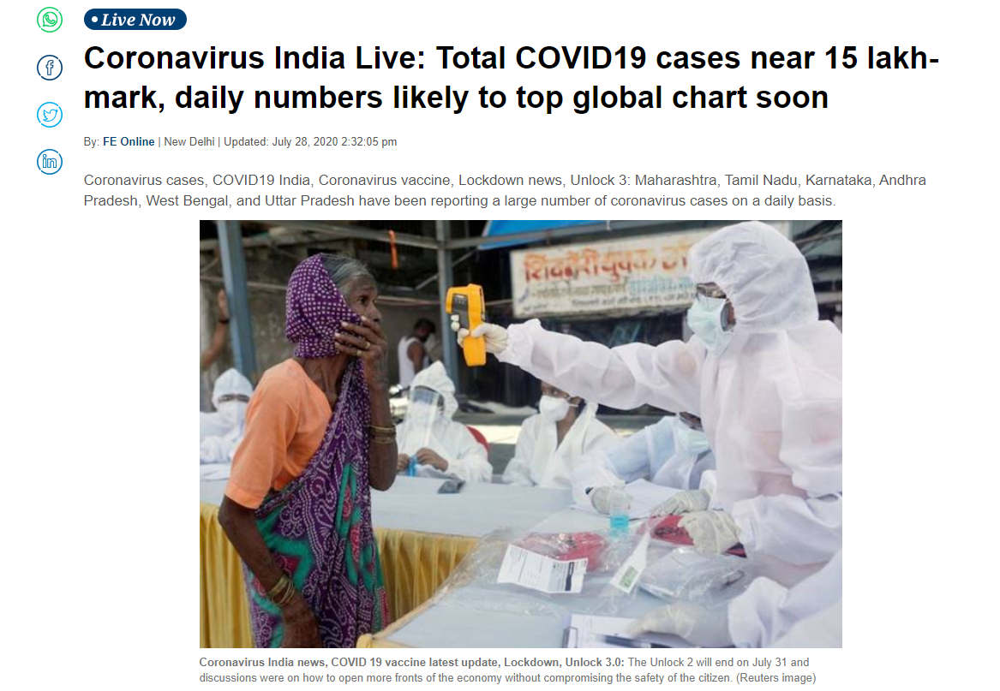 Live Now
Coronavirus India Live: Total COVID19 cases near 15 lakh-
mark, daily numbers likely to top global chart soon
By: FE Online | New Delhi | Updated: July 28, 2020 2:32:05 pm
Coronavirus cases, COVID19 India, Coronavirus vaccine, Lockdown news, Unlock 3: Maharashtra, Tamil Nadu, Karnataka, Andhra
Pradesh, West Bengal, and Uttar Pradesh have been reporting a large number of coronavirus cases on a daily basis.
Coronavirus India news, COVID 19 vaccine latest update, Lockdown, Unlock 3.0: The Unlock 2 will end on July 31 and
discussions were on how to open more fronts of the economy without compromising the safety of the citizen. (Reuters image)